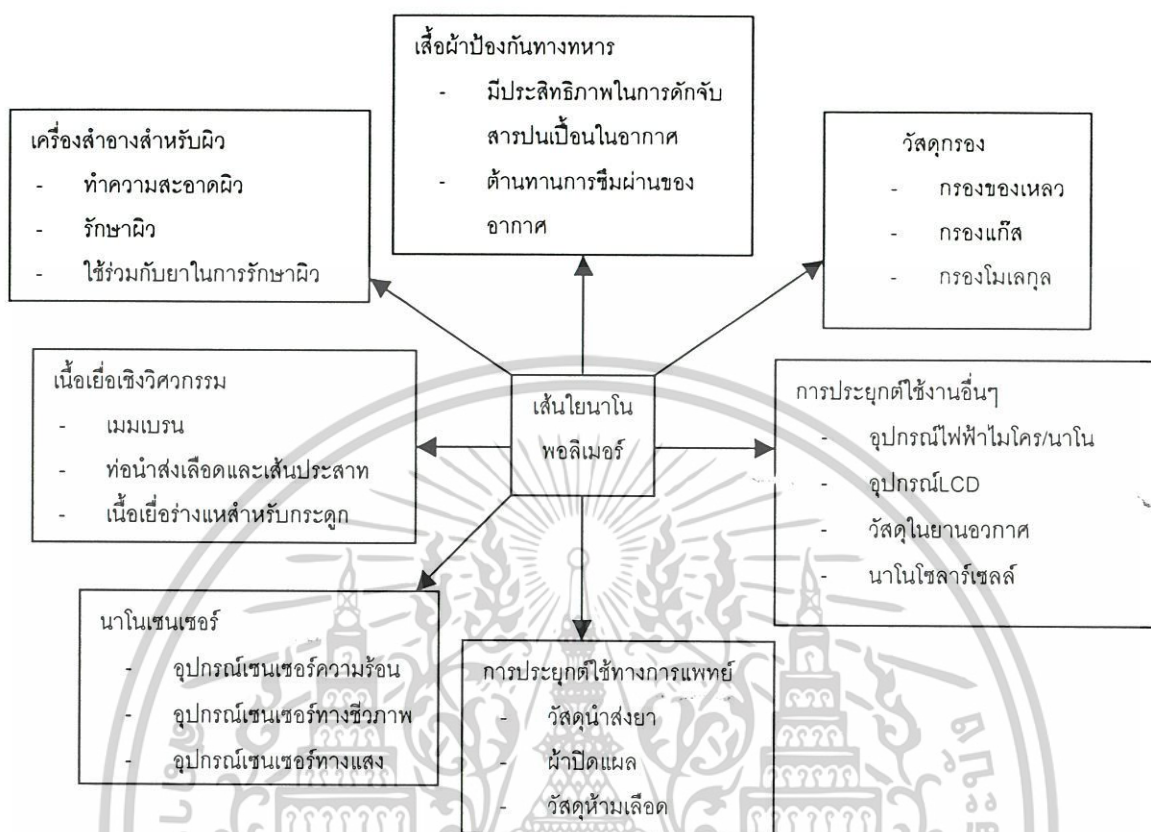 เสื้อผ้าป้องกันทางทหาร
- มีประสิทธิภาพในการดักจับ
สารปนเปื้อนในอากาศ
- ต้านทานการซึมผ่านของ
อากาศ
เครื่องสำอางสำหรับผิว
- ทำความสะอาดผิว
- รักษาผิว
- ใช้ร่วมกับยาในการรักษาผิว
วัสดุกรอง
- กรองของเหลว
- กรองแก๊ส
- กรองโมเลกุล
เนื้อเยื่อเชิงวิศวกรรม
- เมมเบรน
- ท่อนำส่งเลือดและเส้นประสาท
- เนื้อเยื่อร่างแหสำหรับกระดูก
เส้นใยนาโน
พอลิเมอร์
การประยุกต์ใช้งานอื่นๆ
- อุปกรณ์ไฟฟ้าไมโคร/นาโน
- อุปกรณ์LCD
- วัสดุในยานอวกาศ
- นาโนโซลาร์เซลล์
นาโนเซนเซอร์
- อุปกรณ์เซนเซอร์ความร้อน
- อุปกรณ์เซนเซอร์ทางชีวภาพ
- อุปกรณ์เซนเซอร์ทางแสง
การประยุกต์ใช้ทางการแพทย์
- วัสดุนำส่งยา
- ผ้าปิดแผล
- วัสดุห้ามเลือด